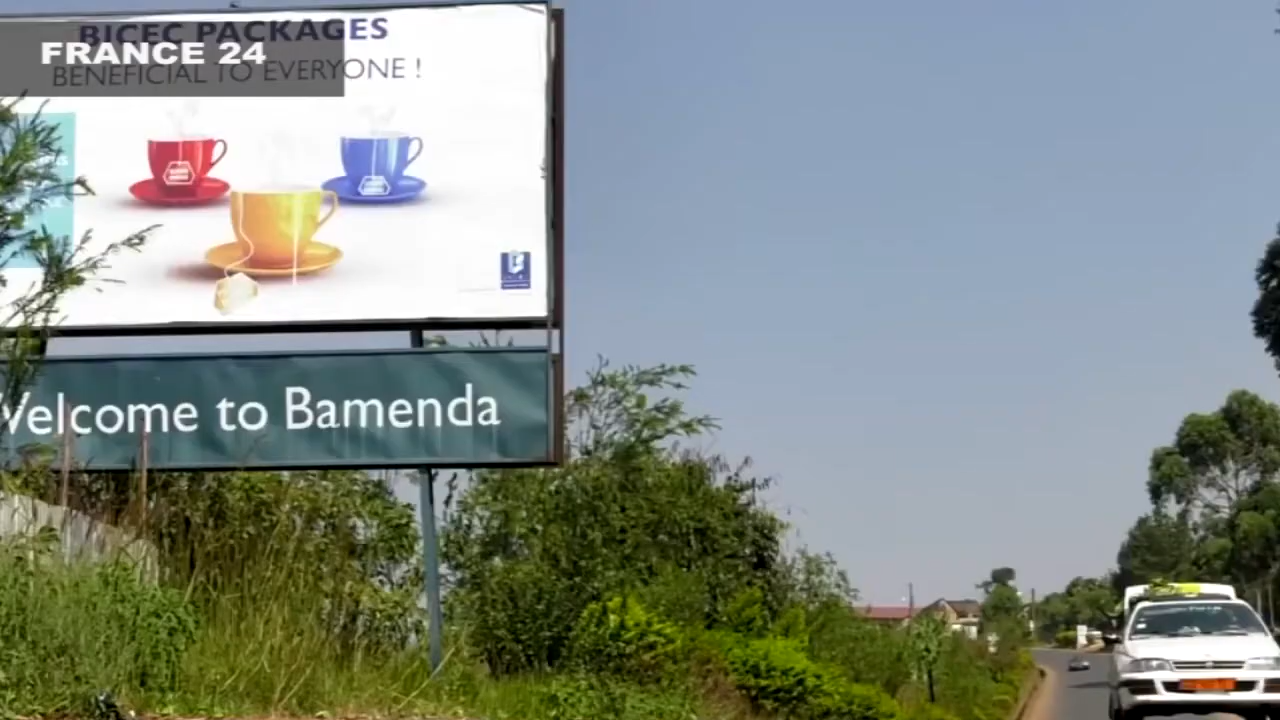 BICEC PACKAGES
FRANCE 24
BENEFICIAL TO EVERYONE !
Welcome to Bamenda